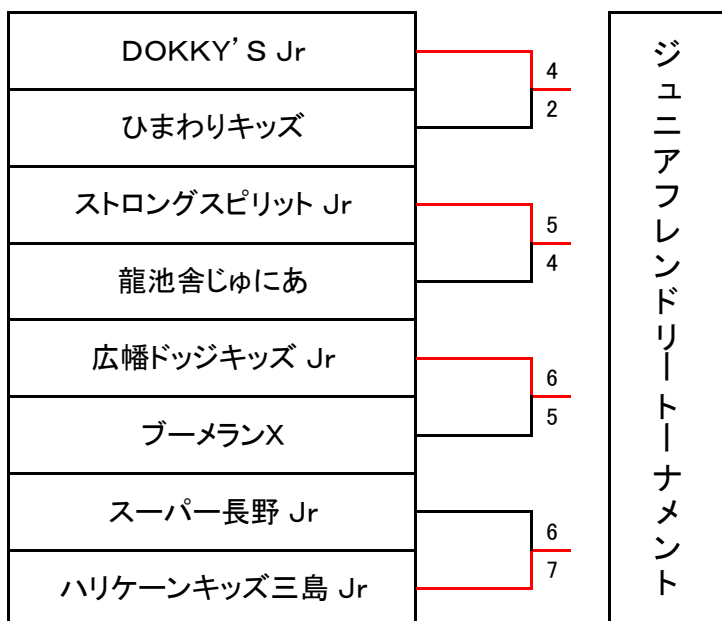 DOKKY'S Jr
4
2
ひまわりキッズ
ストロングスピリット Jr
5
4
龍池舎じゅにあ
広幡ドッジキッズ Jr
6
5
ブーメランX
スーパー長野 Jr
6
7
ハリケーンキッズ三島 Jr
ジュニアフレンドリートーナメント